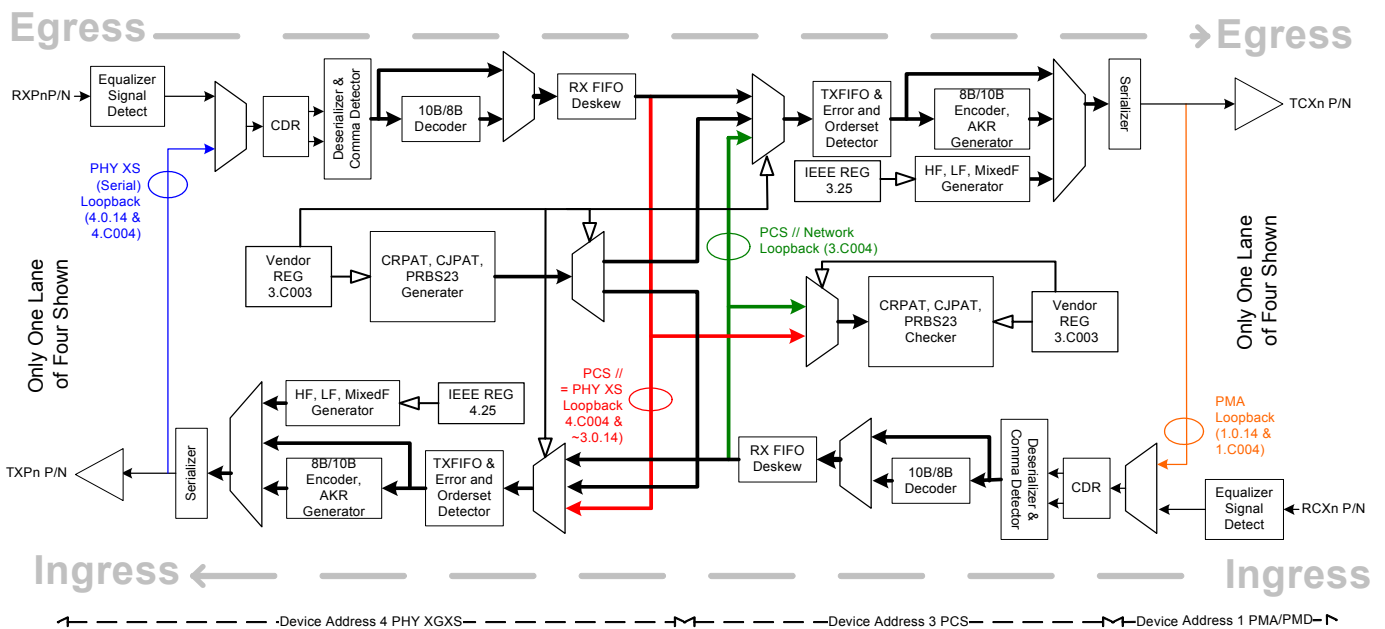 Egress
Egress
RXPnP/N
Equalizer
Signal
Detect
CDR
Deserializer &
Comma Detector
10B/8B
Decoder
RX FIFO
Deskew
TXFIFO &
Error and
Orderset
Detector
8B/10B
Encoder,
AKR
Generator
IEEE REG
3.25
HF, LF, MixedF
Generator
Serializer
TCXn P/N
PHY XS
(Serial)
Loopback
(4.0.14 &
4.C004)
PCS // Network
Loopback (3.C004)
Only One Lane
of Four Shown
Vendor
REG
3.C003
CRPAT, CJPAT,
PRBS23
Generater
CRPAT, CJPAT,
PRBS23
Checker
Vendor
REG
3.C003
Only One Lane
of Four Shown
PCS //
= PHY XS
Loopback
4.C004 &
~3.0.14)
PMA
Loopback
(1.0.14 &
1.C004)
HF, LF, MixedF
Generator
IEEE REG
4.25
TXPn P/N
Serializer
8B/10B
Encoder,
AKR
Generator
TXFIFO &
Error and
Orderset
Detector
RX FIFO
Deskew
10B/8B
Decoder
Deserializer &
Comma Detector
CDR
Equalizer
Signal
Detect
RCXn P/N
Ingress
Ingress
Device Address 4 PHY XGXS
Device Address 3 PCS
Device Address 1 PMA/PMD